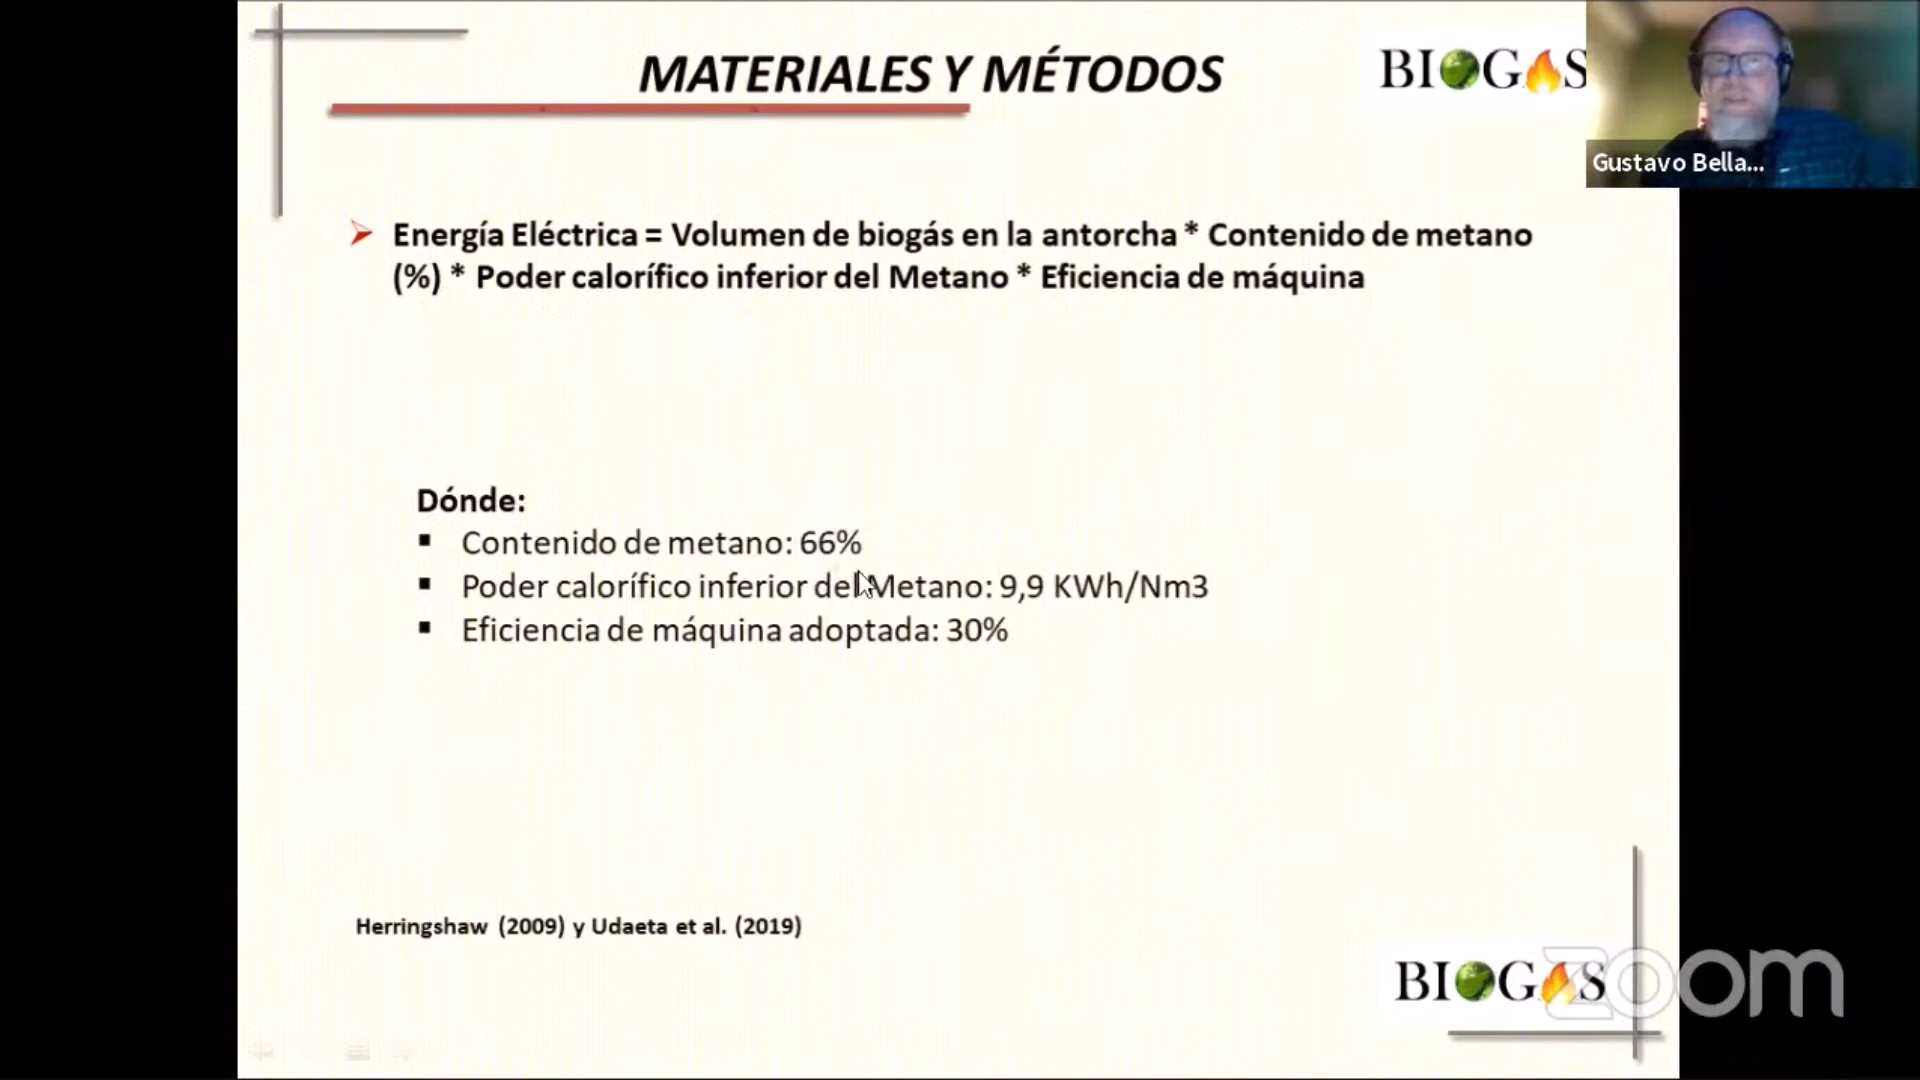 MATERIALES Y MÉTODOS
BIOGAS
Gustavo Bella...
Energía Eléctrica = Volumen de biogás en la antorcha * Contenido de metano
(%) * Poder calorífico inferior del Metano * Eficiencia de máquina
Dónde:
Contenido de metano: 66%
Poder calorífico inferior del Metano: 9,9 KWh/Nm3
Eficiencia de máquina adoptada: 30%
Herringshaw (2009) y Udaeta et al. (2019)
BIOGAS
zoom